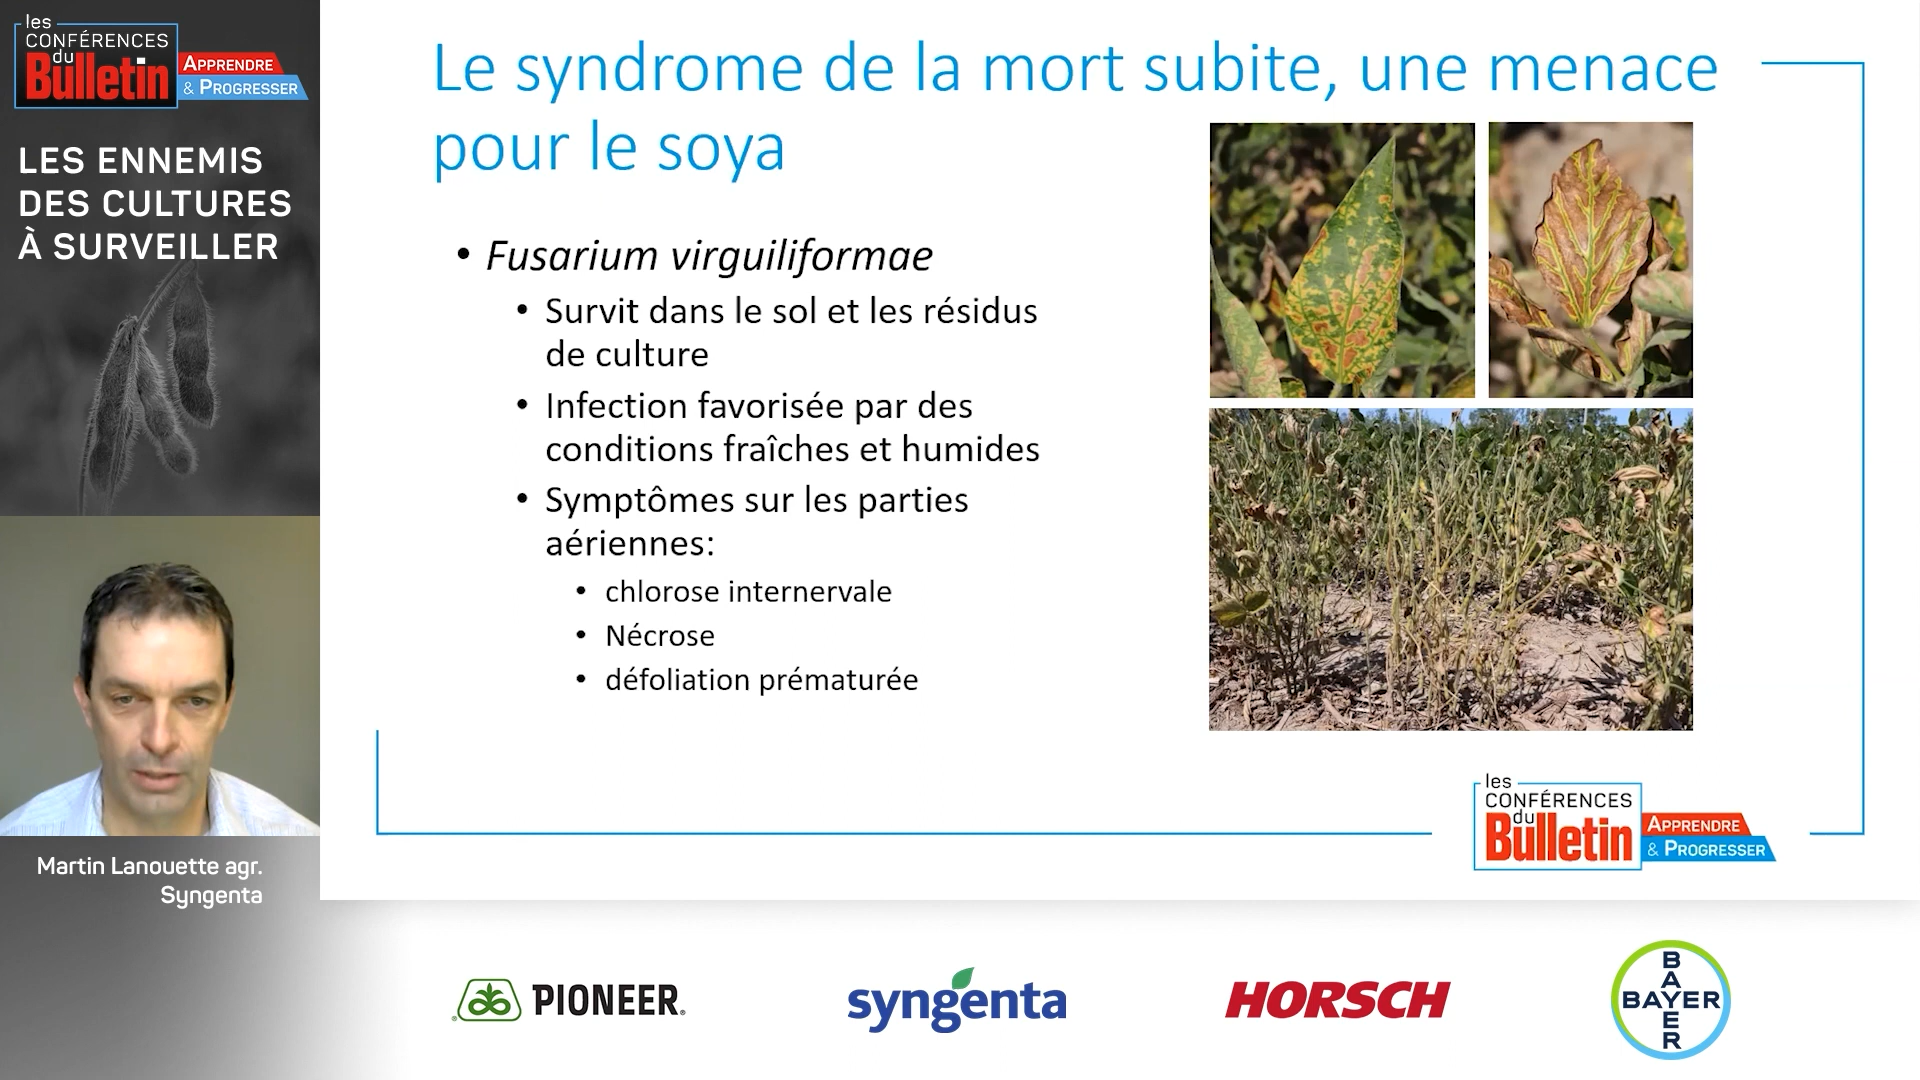 les
CONFÉRENCES
du
Bulletin
APPRENDRE
& PROGRESSER
LES ENNEMIS
DES CULTURES
À SURVEILLER
Martin Lanouette agr.
Syngenta
Le syndrome de la mort subite, une menace
pour le soya
• Fusarium virguiliformae
• Survit dans le sol et les résidus
de culture
• Infection favorisée par des
conditions fraîches et humides
• Symptômes sur les parties
aériennes:
• chlorose internervale
• Nécrose
• défoliation prématurée
les
CONFÉRENCES
du
Bulletin
APPRENDRE
& PROGRESSER
PIONEER
syngenta
HORSCH
BAYER
BAYER